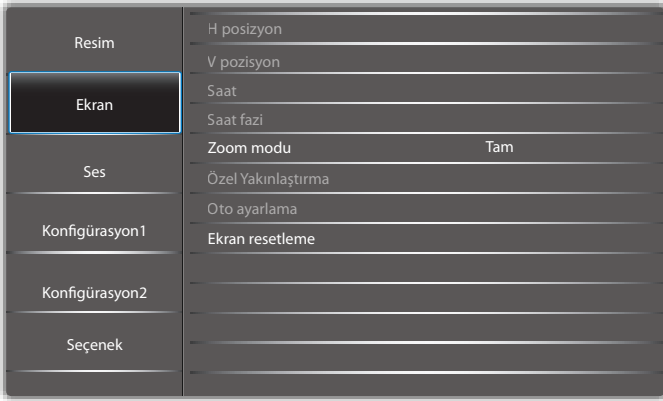 Resim
Ekran
Ses
Konfigürasyon1
Konfigürasyon2
Seçenek
H posizyon
V pozisyon
Saat
Saat fazi
Zoom modu Tam
Özel Yakınlaştırma
Oto ayarlama
Ekran resetleme